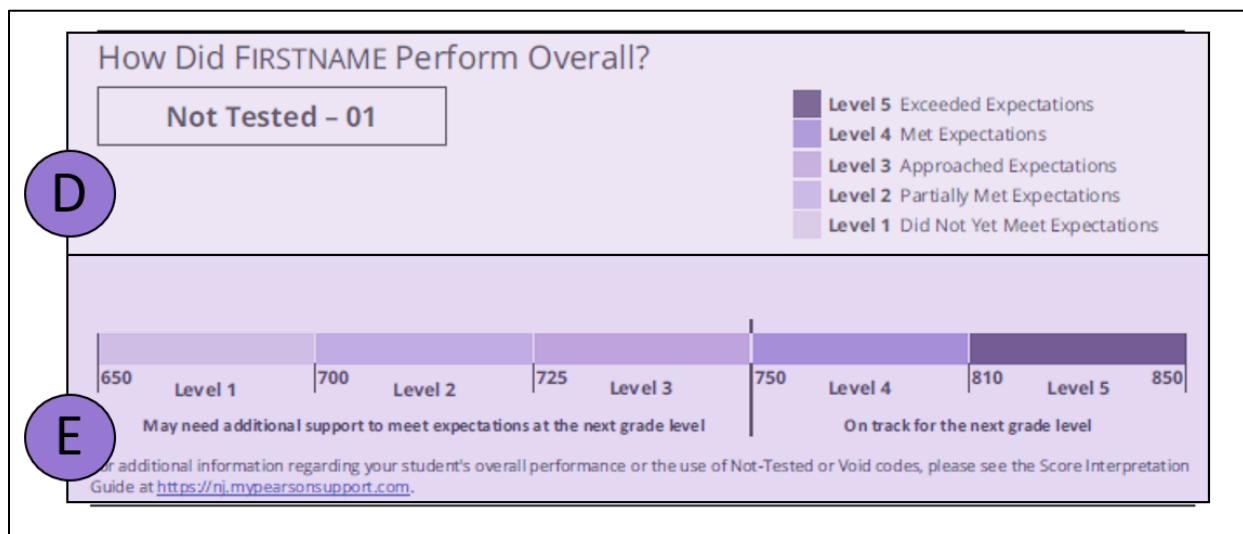 How Did FIRSTNAME Perform Overall?
Not Tested – 01
Level 5 Exceeded Expectations
Level 4 Met Expectations
Level 3 Approached Expectations
Level 2 Partially Met Expectations
Level 1 Did Not Yet Meet Expectations
D
650 Level 1 700 Level 2 725 Level 3 750 Level 4 810 Level 5 850
May need additional support to meet expectations at the next grade level On track for the next grade level
E
or additional information regarding your student's overall performance or the use of Not-Tested or Void codes, please see the Score Interpretation
Guide at https://nj.mypearsonsupport.com.